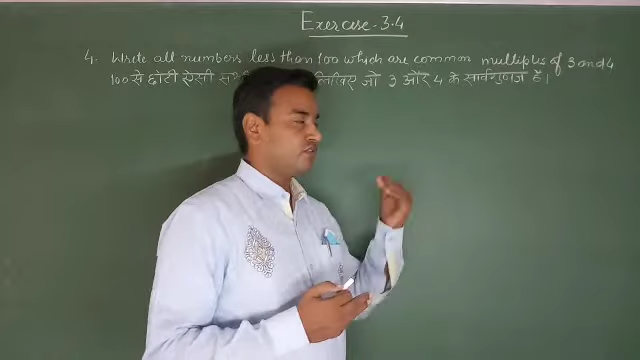 Exercise-3.4
4. Write all numbers less than 100 which are common multiples of 3 and 4
100 से छोटी ऐसी लिखिए जो 3 और 4 के सार्वगुणज हैं।